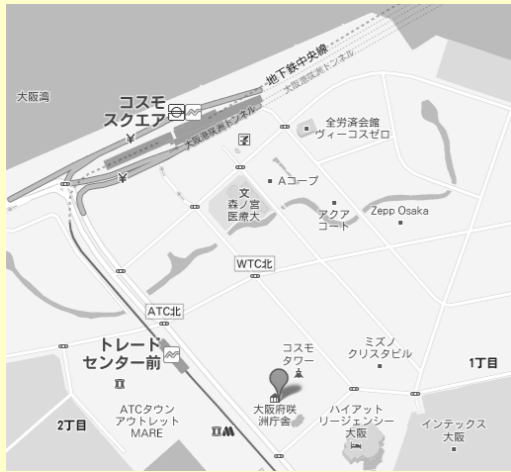 地下鉄中央線
大阪港咲洲トンネル
大阪湾
コスモ
スクエア
大阪港咲洲トンネル
全労済会館
ヴィーコスゼロ
Aコープ
文
森ノ宮
医療大
アクア
コート
Zepp Osaka
WTC北
ATC北
トレード
センター前
コスモ
タワー
ミズノ
クリスタビル
1丁目
2丁目
ATCタウン
アウトレット
MARE
大阪府咲
洲庁舎
ハイアット
リージェンシー
大阪
インテックス
大阪